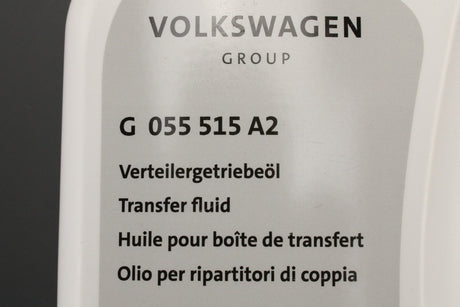 VOLKSWAGEN
GROUP
G 055 515 A2
Verteilergetriebeöl
Transfer fluid
Huile pour boîte de transfert
Olio per ripartitori di coppia